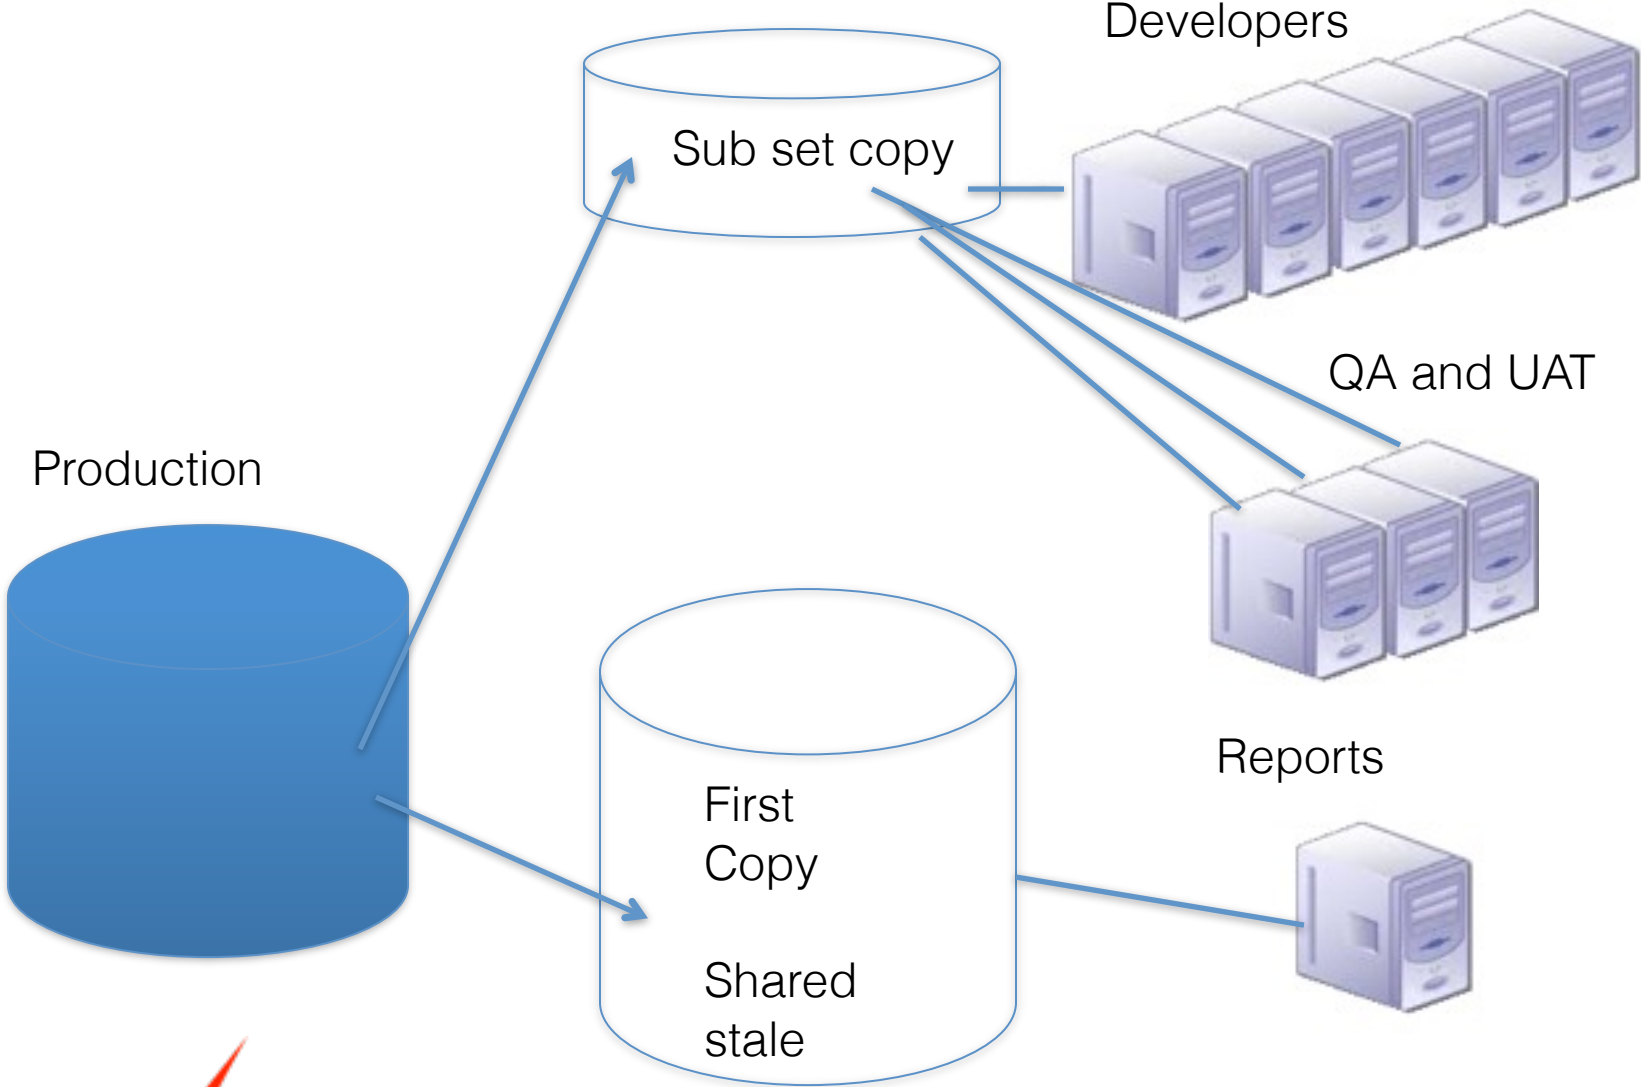 Developers
Sub set copy
QA and UAT
Production
Reports
First
Copy
Shared
stale